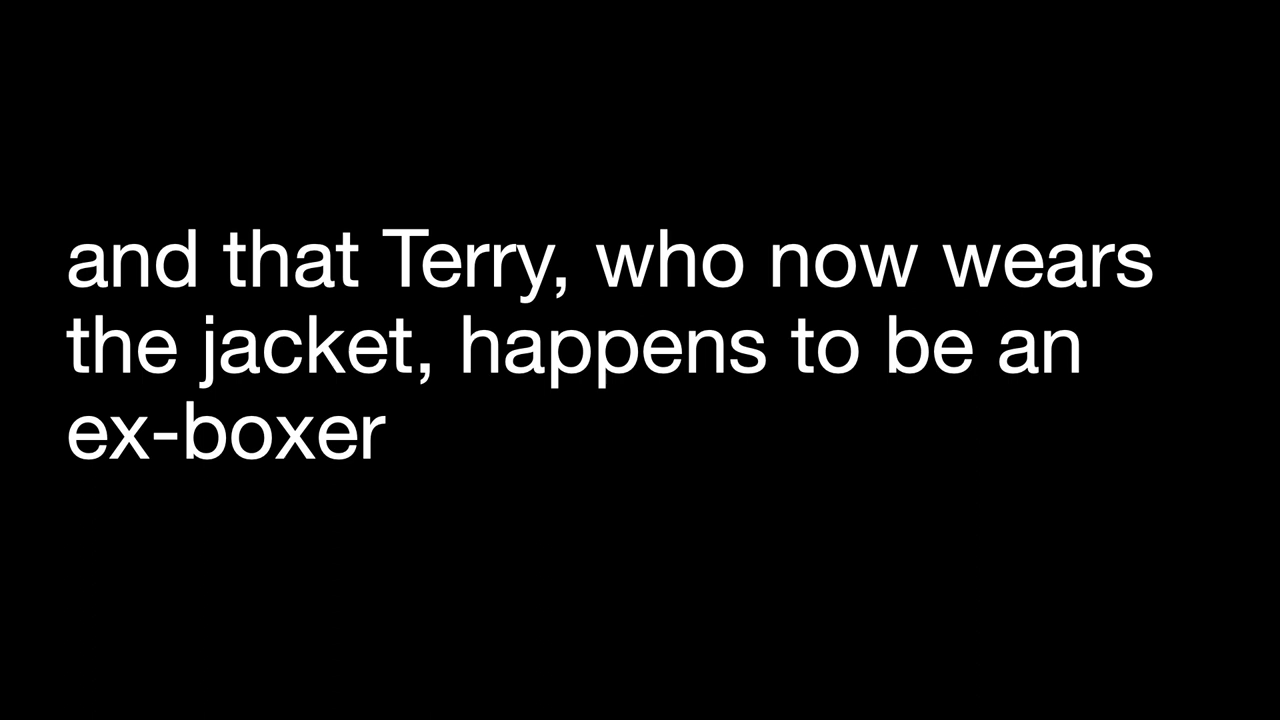 and that Terry, who now wears
the jacket, happens to be an
ex-boxer